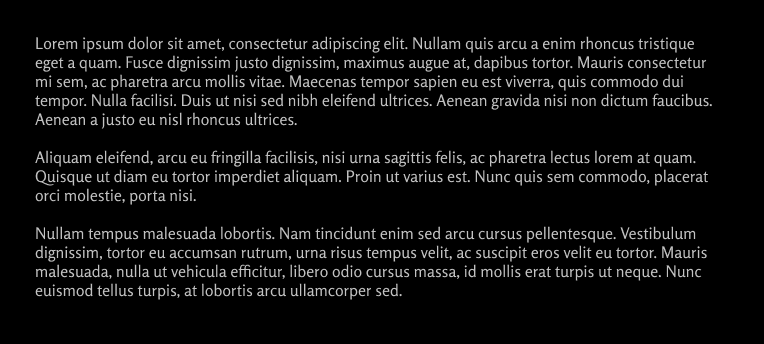 Lorem ipsum dolor sit amet, consectetur adipiscing elit. Nullam quis arcu a enim rhoncus tristique
eget a quam. Fusce dignissim justo dignissim, maximus augue at, dapibus tortor. Mauris consectetur
mi sem, ac pharetra arcu mollis vitae. Maecenas tempor sapien eu est viverra, quis commodo dui
tempor. Nulla facilisi. Duis ut nisi sed nibh eleifend ultrices. Aenean gravida nisi non dictum faucibus.
Aenean a justo eu nisl rhoncus ultrices.
Aliquam eleifend, arcu eu fringilla facilisis, nisi urna sagittis felis, ac pharetra lectus lorem at quam.
Quisque ut diam eu tortor imperdiet aliquam. Proin ut varius est. Nunc quis sem commodo, placerat
orci molestie, porta nisi.
Nullam tempus malesuada lobortis. Nam tincidunt enim sed arcu cursus pellentesque. Vestibulum
dignissim, tortor eu accumsan rutrum, urna risus tempus velit, ac suscipit eros velit eu tortor. Mauris
malesuada, nulla ut vehicula efficitur, libero odio cursus massa, id mollis erat turpis ut neque. Nunc
euismod tellus turpis, at lobortis arcu ullamcorper sed.